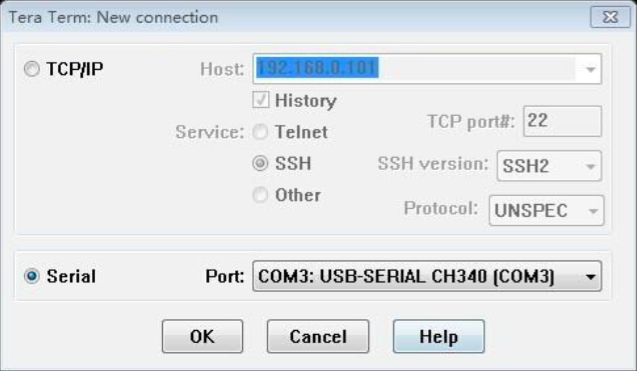 Tera Term: New connection
TCP/IP Host: 192.168.0.101
History
Service: Telnet TCP port#: 22
SSH SSH version: SSH2
Other Protocol: UNSPEC
Serial Port: COM3: USB-SERIAL CH340 (COM3)
OK Cancel Help